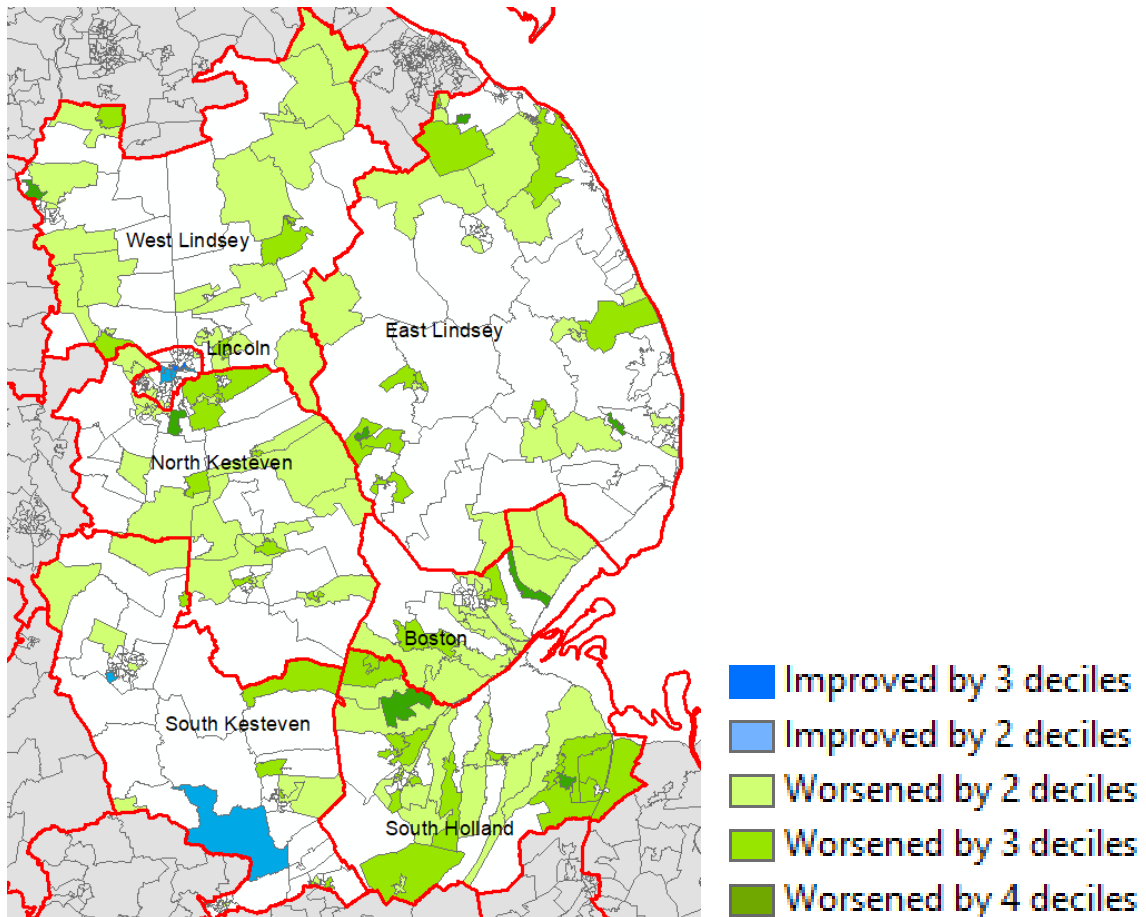 West Lindsey
East Lindsey
Lincoln
North Kesteven
Boston
South Kesteven
South Holland
Improved by 3 deciles
Improved by 2 deciles
Worsened by 2 deciles
Worsened by 3 deciles
Worsened by 4 deciles